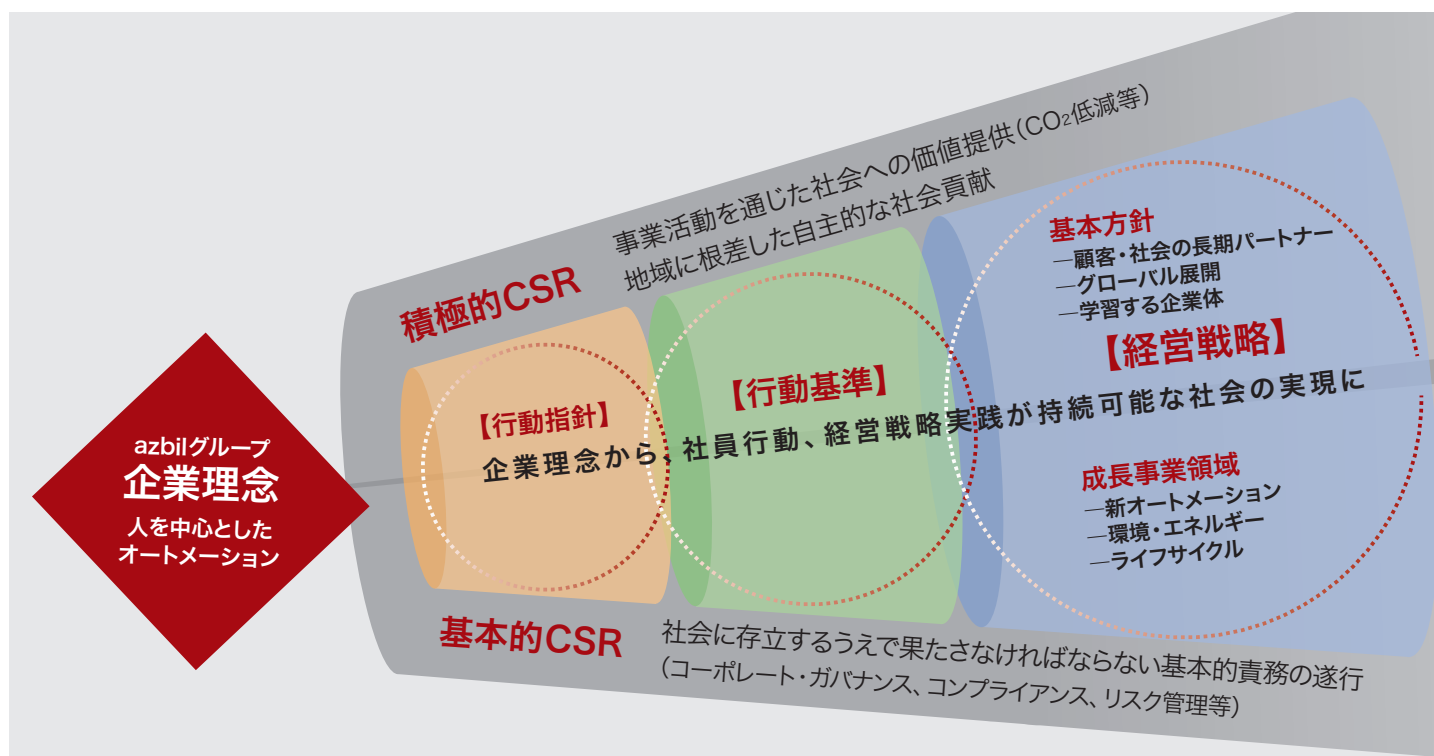 azbilグループ
企業理念
人を中心とした
オートメーション
積極的CSR
事業活動を通じた社会への価値提供(CO₂低減等)
地域に根差した自主的な社会貢献
【行動指針】
【行動基準】
基本方針
―顧客・社会の長期パートナー
―グローバル展開
―学習する企業体
【経営戦略】
企業理念から、社員行動、経営戦略実践が持続可能な社会の実現に
成長事業領域
―新オートメーション
―環境・エネルギー
―ライフサイクル
基本的CSR
社会に存立するうえで果たさなければならない基本的責務の遂行
(コーポレート・ガバナンス、コンプライアンス、リスク管理等)